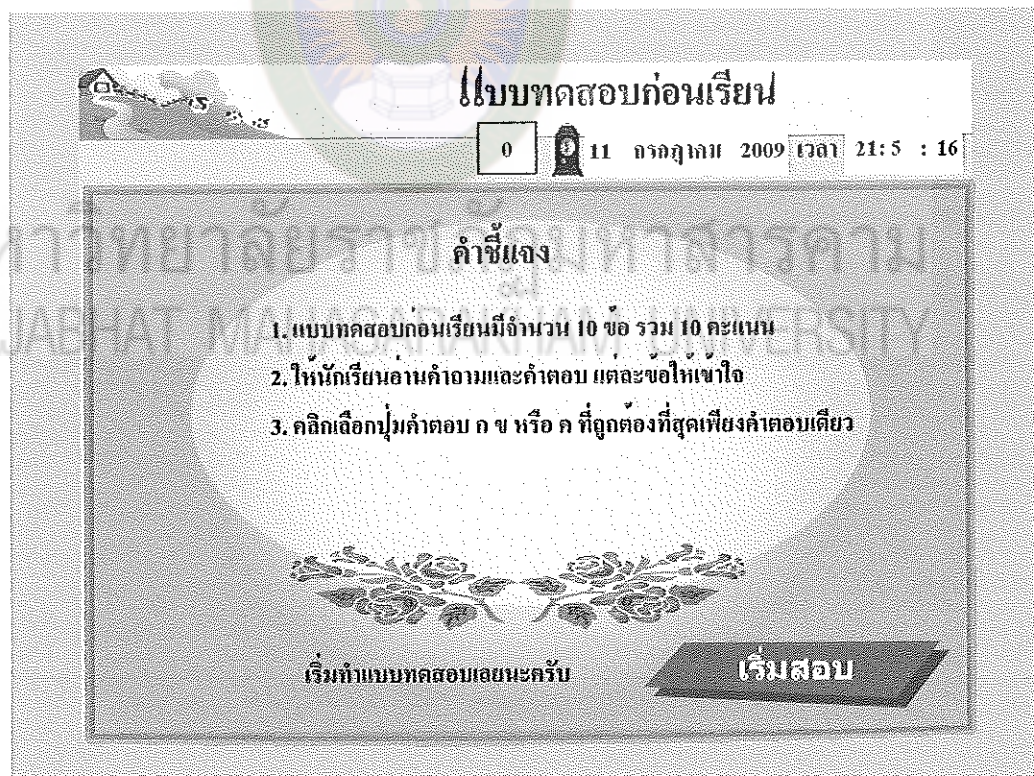 แบบทดสอบก่อนเรียน
0 11 กรกฎาคม 2009 เวลา 21: 5 : 16
คำชี้แจง
1. แบบทดสอบก่อนเรียนมีจำนวน 10 ข้อ รวม 10 คะแนน
2. ให้นักเรียนอ่านคำถามและคำตอบ แต่ละข้อให้เข้าใจ
3. คลิกเลือกปุ่มคำตอบ ก ข หรือ ค ที่ถูกต้องที่สุดเพียงคำตอบเดียว
เริ่มทำแบบทดสอบเลยนะครับ
เริ่มสอบ